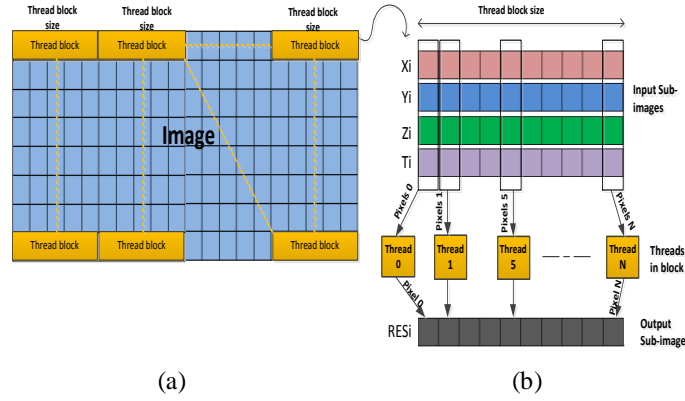 Thread block
size
Thread block
size
Thread block
size
Thread block
Thread block
Thread block
Image
Thread block
Thread block
Thread block
(a)
Thread block size
Xi
Yi
Zi
Ti
Input Sub-
images
Pixels 0
Pixels 1
Pixels 5
Pixels N
Thread
0
Thread
1
Thread
5
Thread
N
Threads
in block
Pixel 0
Pixel N
RESi
Output
Sub-image
(b)